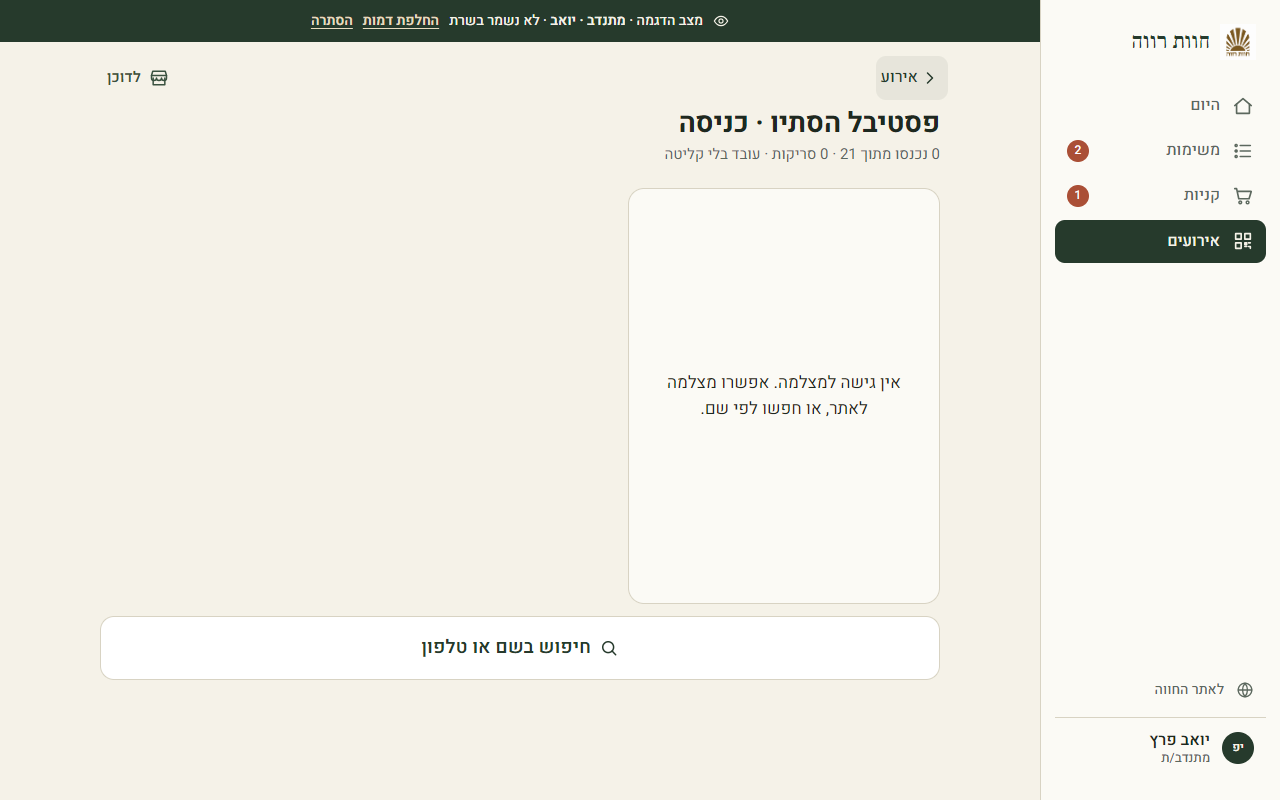 מצב הדגמה · מתנדב · יואב · לא נשמר בשרת החלפת דמות הסתרה
חוות רווה
היום
משימות 2
קניות 1
אירועים
לאתר החווה
יפ
יואב פרץ
מתנדב/ת
אירוע
לדוכן
פסטיבל הסתיו · כניסה
0 נכנסו מתוך 21 · 0 סריקות · עובד בלי קליטה
אין גישה למצלמה. אפשרו מצלמה
לאתר, או חפשו לפי שם.
חיפוש בשם או טלפון